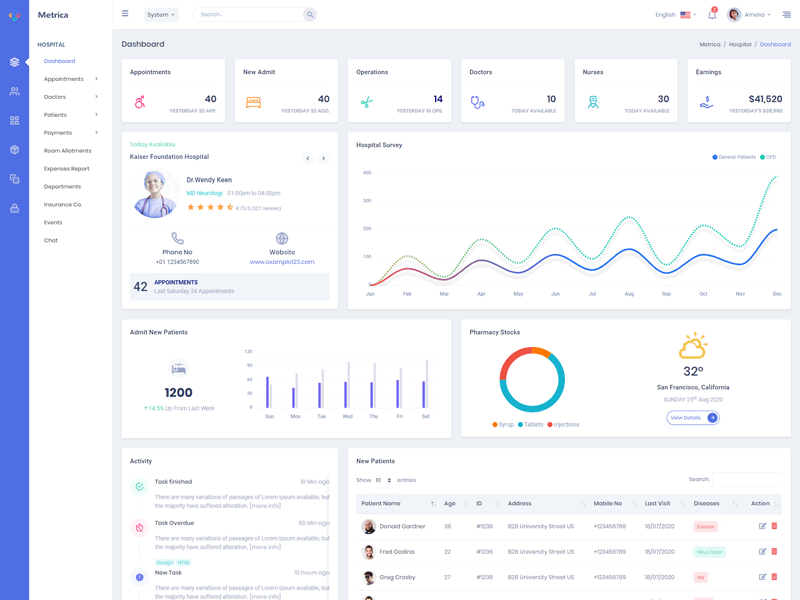 Metrica
System
Search...
English
2
Amelia
HOSPITAL
Dashboard
Appointments
Doctors
Patients
Payments
Room Allotments
Expenses Report
Departments
Insurance Co.
Events
Chat
Dashboard
Metrica / Hospital / Dashboard
Appointments
40
YESTERDAY 32 APP.
New Admit
40
YESTERDAY 32 ADD.
Operations
14
YESTERDAY 10 OPE.
Doctors
10
TODAY AVAILABLE
Nurses
30
TODAY AVAILABLE
Earnings
$41,520
YESTERDAY'S $38,990
Today Available
Kaiser Foundation Hospital
Dr.Wendy Keen
MD Neurology 01:00pm to 04:00pm
4.75/5 (521 reviews)
Phone No
+01 1234567890
Website
www.oxamplol23.com
42
APPOINTMENTS
Last Saturday 24 Appointments
Hospital Survey
General Patients OPD
400
300
200
100
0
Jan Feb Mar Apr May Jun Jul Aug Sep Oct Nov Dec
Admit New Patients
1200
14.5% Up From Last Week
120
90
60
30
0
Sun Mon Tue Wed Thu Fri Sat
Pharmacy Stocks
Syrup Tablets Injections
32°
San Francisco, California
SUNDAY 25th Aug 2020
View Details
Activity
Task Finished 10 Min ago
There are many variations of passages of Lorem Ipsum available, but
the majority have suffered alteration. [more info]
Task Overdue 50 Min ago
There are many variations of passages of Lorem Ipsum available, but
the majority have suffered alteration. [more info]
Design HTML
New Task 10 hours ago
There are many variations of passages of Lorem Ipsum available, but
the majority have suffered alteration. [more info]
New Patients
Show 10 entries
Search:
Patient Name Age ID Address Mobile No Last Visit Diseases Action
Donald Gardner 36 #1236 B28 University Street US +123456789 18/07/2020 Cancer
Fred Godina 22 #1236 B28 University Street US +123456789 18/07/2020
Greg Crosby 27 #1236 B28 University Street US +123456789 18/07/2020 HIV